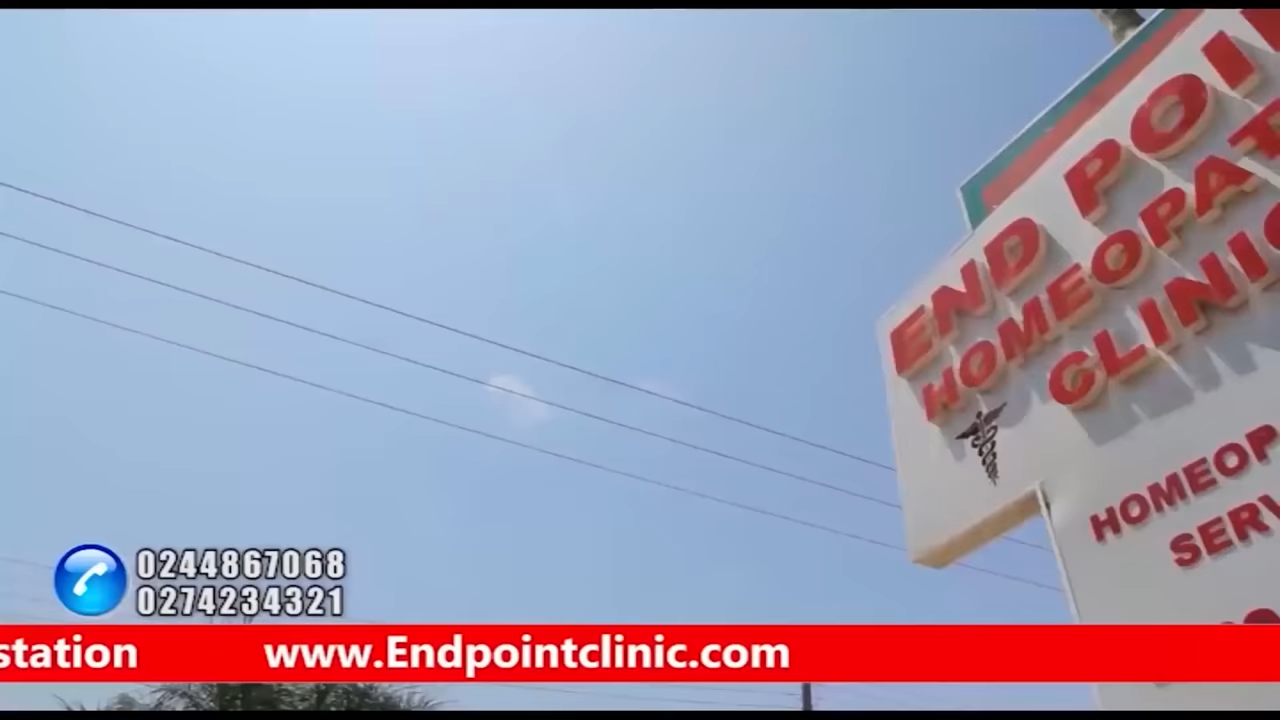 END POI
HOMEOPAT
CLINIC
HOMEOP
SERV
0244867068
0274234321
station www.Endpointclinic.com